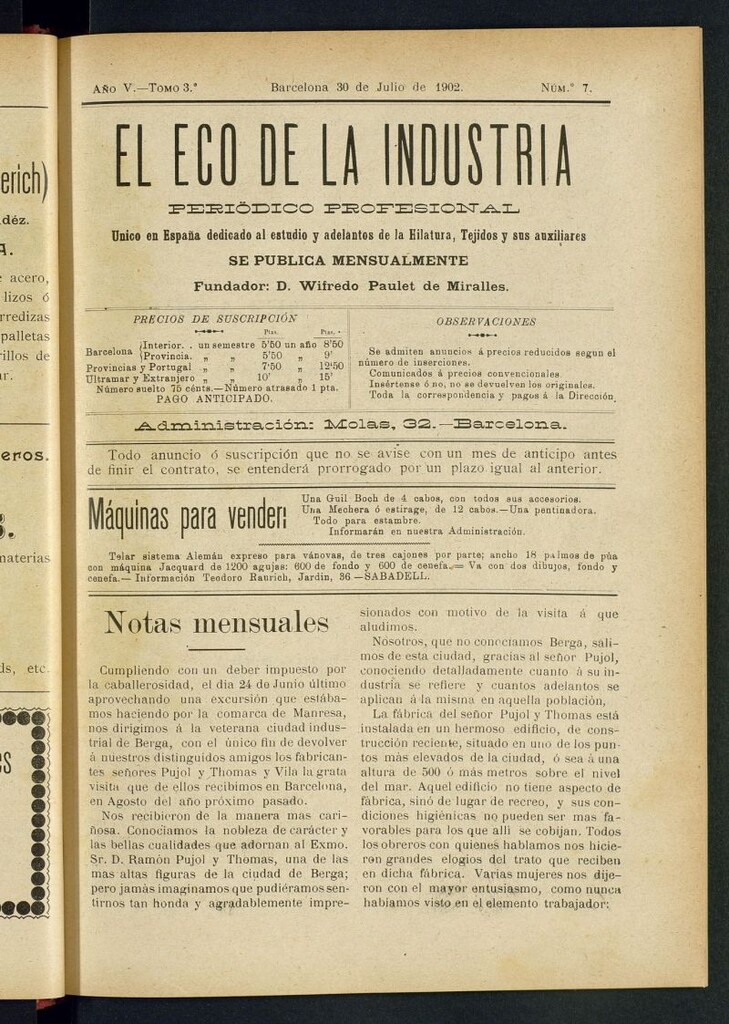 erich)
déz.
A.
acero,
lizos ó
rredizas
palletas
illos de
ar.
eros.
materias
ds, etc.
es
AÑO V.—TOMO 3.º Barcelona 30 de Julio de 1902. NÚM.º 7.
EL ECO DE LA INDUSTRIA
PERIÓDICO PROFESIONAL
Unico en España dedicado al estudio y adelantos de la Hilatura, Tejidos y sus auxiliares
SE PUBLICA MENSUALMENTE
Fundador: D. Wifredo Paulet de Miralles.
PRECIOS DE SUSCRIPCIÓN
Ptas. Ptas.
Barcelona {Interior. . un semestre 5'50 un año 8'50
{Provincia. „ „ 5'50 „ 9'
Provincias y Portugal „ „ 7'50 „ 12'50
Ultramar y Extranjero „ „ 10' „ 15'
Número suelto 75 cénts.—Número atrasado 1 pta.
PAGO ANTICIPADO.
OBSERVACIONES
Se admiten anuncios á precios reducidos según el
número de inserciones.
Comunicados á precios convencionales.
Insértense ó no, no se devuelven los originales.
Toda la correspondencia y pagos á la Dirección.
Administración: Molas, 32.—Barcelona.
Todo anuncio ó suscripción que no se avise con un mes de anticipo antes
de finir el contrato, se entenderá prorrogado por un plazo igual al anterior.
Máquinas para vender:
Una Guil Boch de 4 cabos, con todos sus accesorios.
Una Mechera ó estirage, de 12 cabos.—Una pentinadora.
Todo para estambre.
Informarán en nuestra Administración.
Telar sistema Alemán expreso para vánovas, de tres cajones por parte; ancho 18 palmos de púa
con máquina Jacquard de 1200 agujas: 600 de fondo y 600 de cenefa.= Va con dos dibujos, fondo y
cenefa.— Información Teodoro Raurich, Jardin, 36 —SABADELL.
Notas mensuales
Cumpliendo con un deber impuesto por
la caballerosidad, el día 24 de Junio último
aprovechando una excursión que estába-
mos haciendo por la comarca de Manresa,
nos dirigimos á la veterana ciudad indus-
trial de Berga, con el único fin de devolver
á nuestros distinguidos amigos los fabrican-
tes señores Pujol y Thomas y Vila la grata
visita que de ellos recibimos en Barcelona,
en Agosto del año próximo pasado.
Nos recibieron de la manera mas cari-
ñosa. Conociamos la nobleza de carácter y
las bellas cualidades que adornan al Exmo.
Sr. D. Ramón Pujol y Thomas, una de las
mas altas figuras de la ciudad de Berga;
pero jamás imaginamos que pudiéramos sen-
tirnos tan honda y agradablemente impre-
sionados con motivo de la visita á que
aludimos.
Nosotros, que no conocíamos Berga, sáli-
mos de esta ciudad, gracias al señor Pujol,
conociendo detalladamente cuanto á su in-
dustria se refiere y cuantos adelantos se
aplican á la misma en aquella población,
La fábrica del señor Pujol y Thomas está
instalada en un hermoso edificio, de cons-
trucción reciente, situado en uno de los pun-
tos más elevados de la ciudad, ó sea á una
altura de 500 ó más metros sobre el nivel
del mar. Aquel edificio no tiene aspecto de
fábrica, sinó de lugar de recreo, y sus con-
diciones higiénicas no pueden ser mas fa-
vorables para los que allí se cobijan. Todos
los obreros con quienes hablamos nos hicie-
ron grandes elogios del trato que reciben
en dicha fábrica. Varias mujeres nos dije-
ron con el mayor entusiasmo, como nunca
habíamos visto en el elemento trabajador: